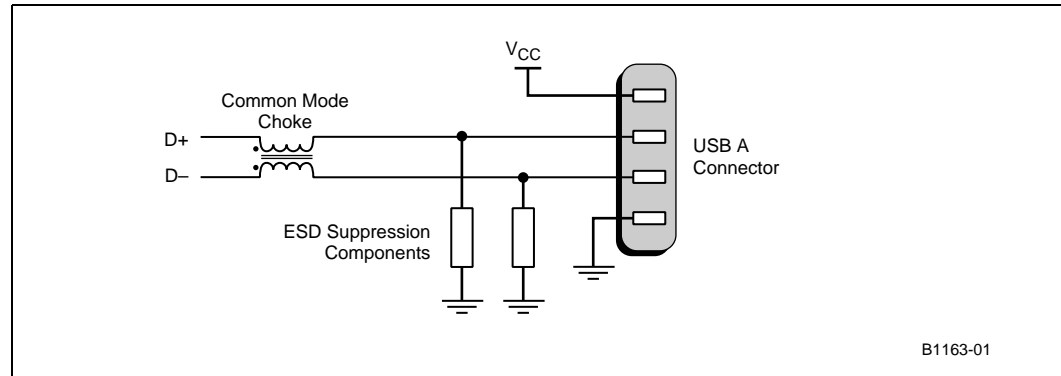 VCC
Common Mode
Choke
D+
D–
USB A
Connector
ESD Suppression
Components
B1163-01